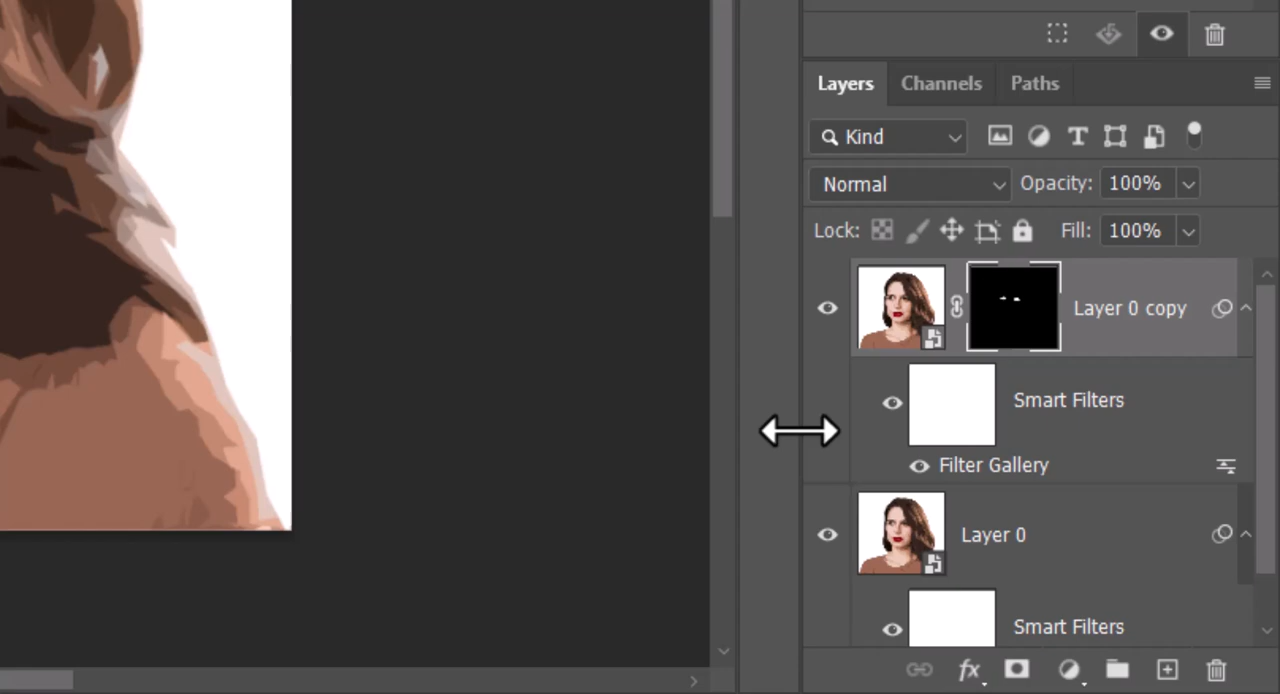 Layers Channels Paths
Kind
Normal Opacity: 100%
Lock: Fill: 100%
Layer 0 copy
Smart Filters
Filter Gallery
Layer 0
Smart Filters
fx